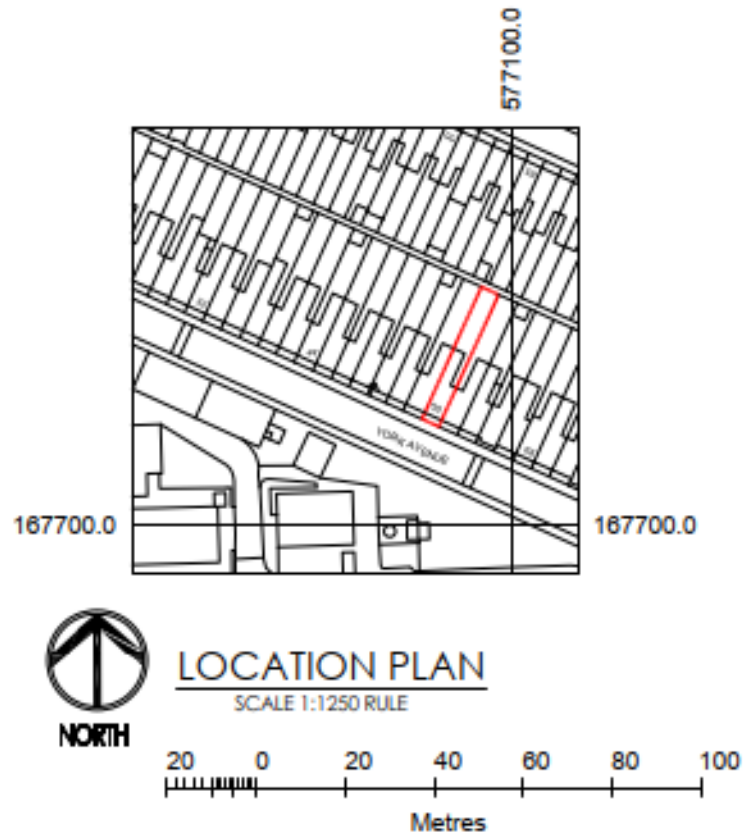 577100.0
YORK AVENUE
167700.0 167700.0
LOCATION PLAN
SCALE 1:1250 RULE
NORTH
20 0 20 40 60 80 100
Metres